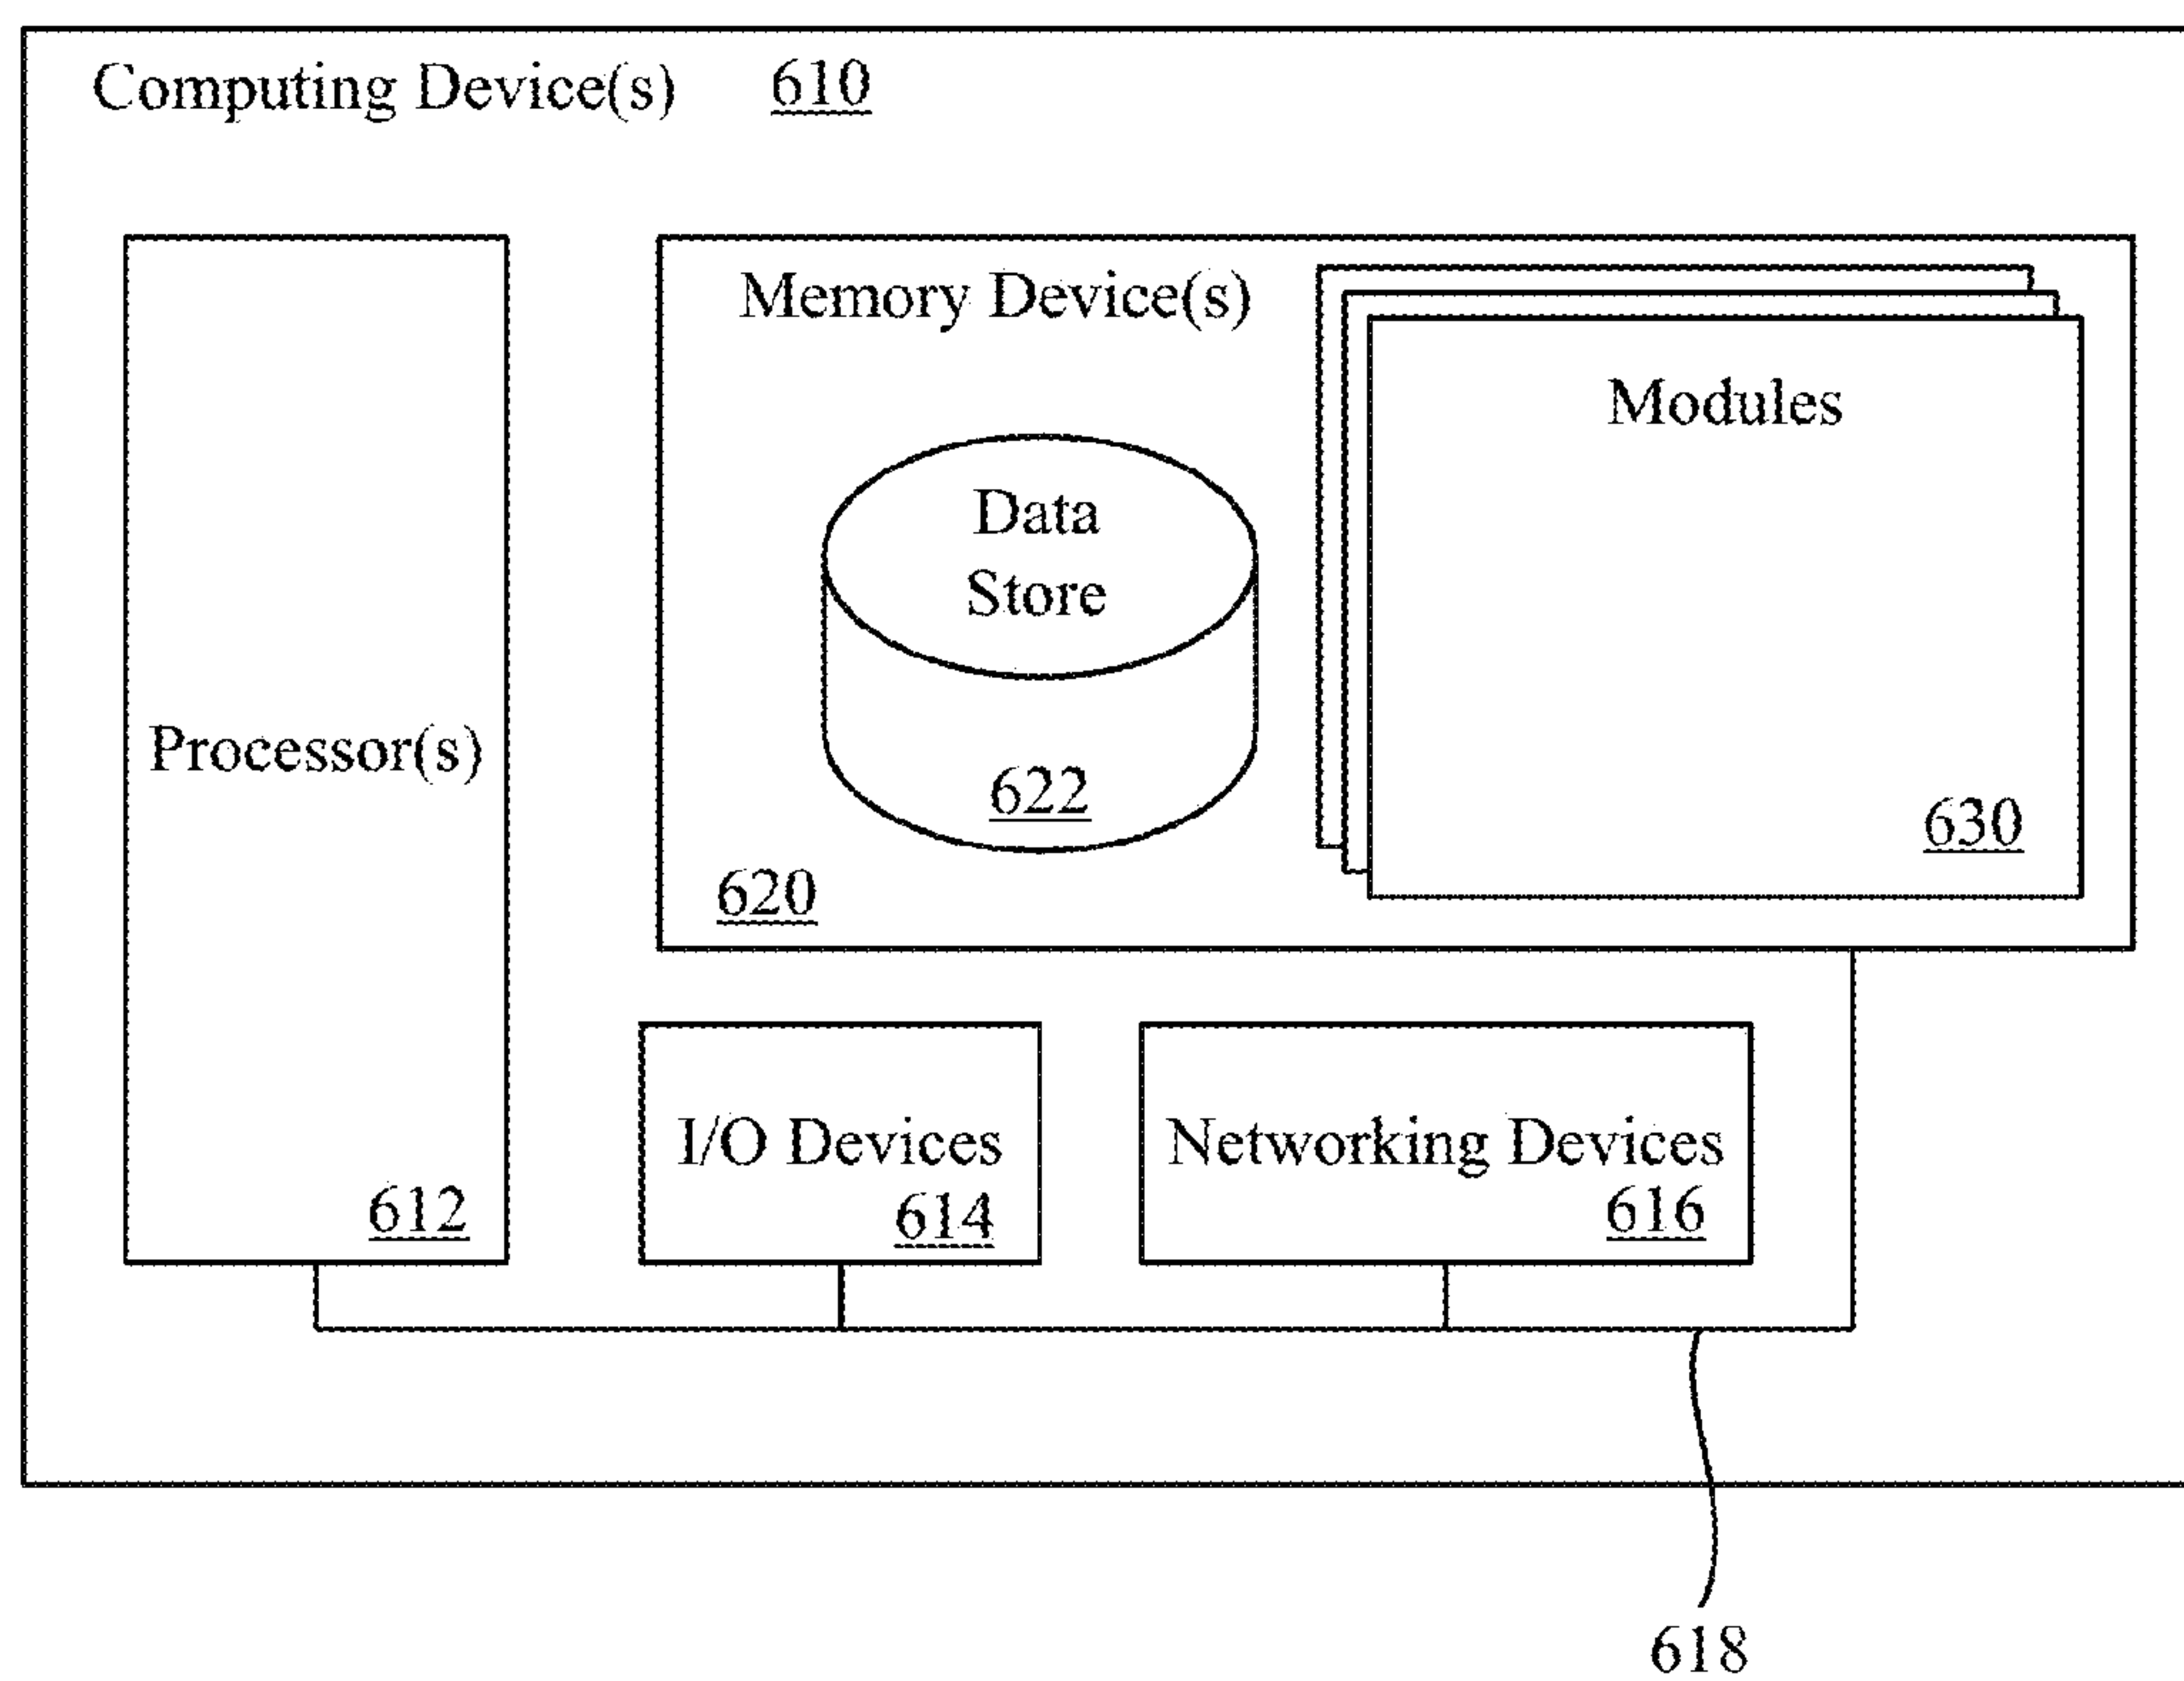 Computing Device(s) 610
Memory Device(s)
Modules
Data
Store
Processor(s)
622
630
620
I/O Devices
Networking Devices
612
614
616
618